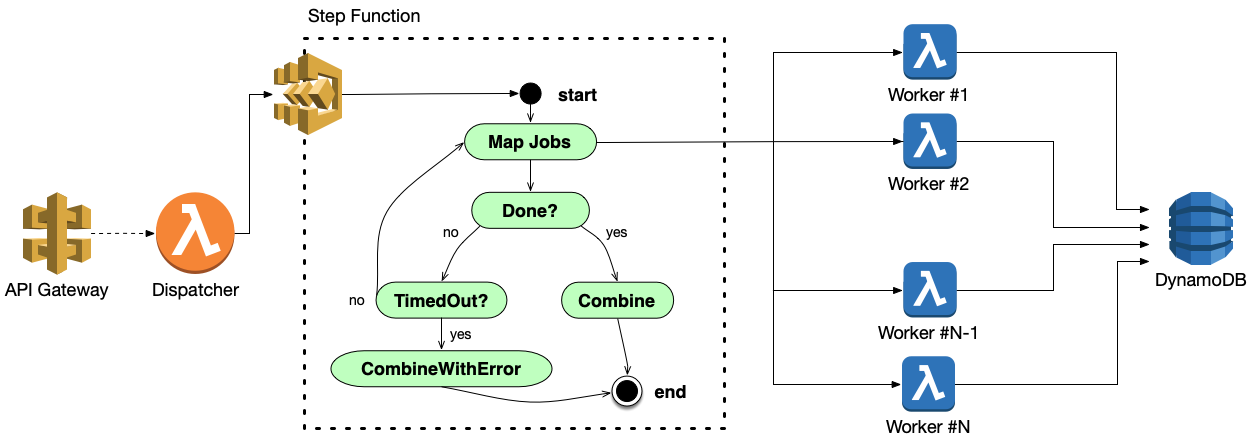 Step Function
start
Map Jobs
Done?
no
yes
TimedOut?
Combine
no
yes
CombineWithError
end
API Gateway
Dispatcher
Worker #1
Worker #2
Worker #N-1
Worker #N
DynamoDB